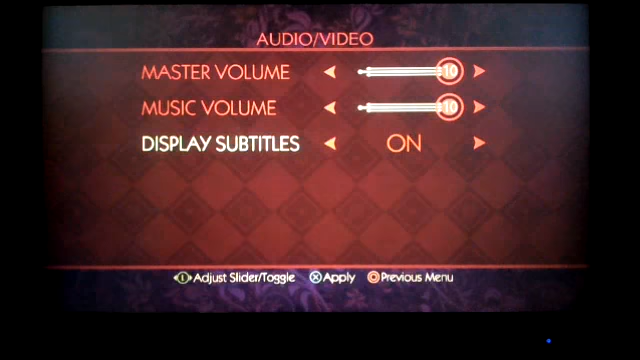 AUDIO/VIDEO
MASTER VOLUME 10
MUSIC VOLUME 10
DISPLAY SUBTITLES ON
Adjust Slider/Toggle Apply Previous Menu